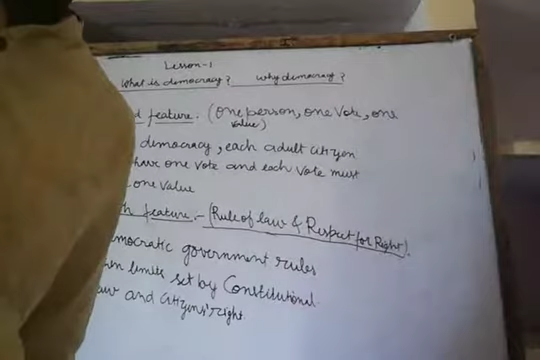 Lesson-1
What is democracy? Why democracy?
feature: (One person, one vote, one
value)
democracy, each adult citizen
have one vote and each vote must
one value
feature:- (Rule of law & Respect for Right).
democratic government rules
limits set by Constitutional
law and citizens' right.